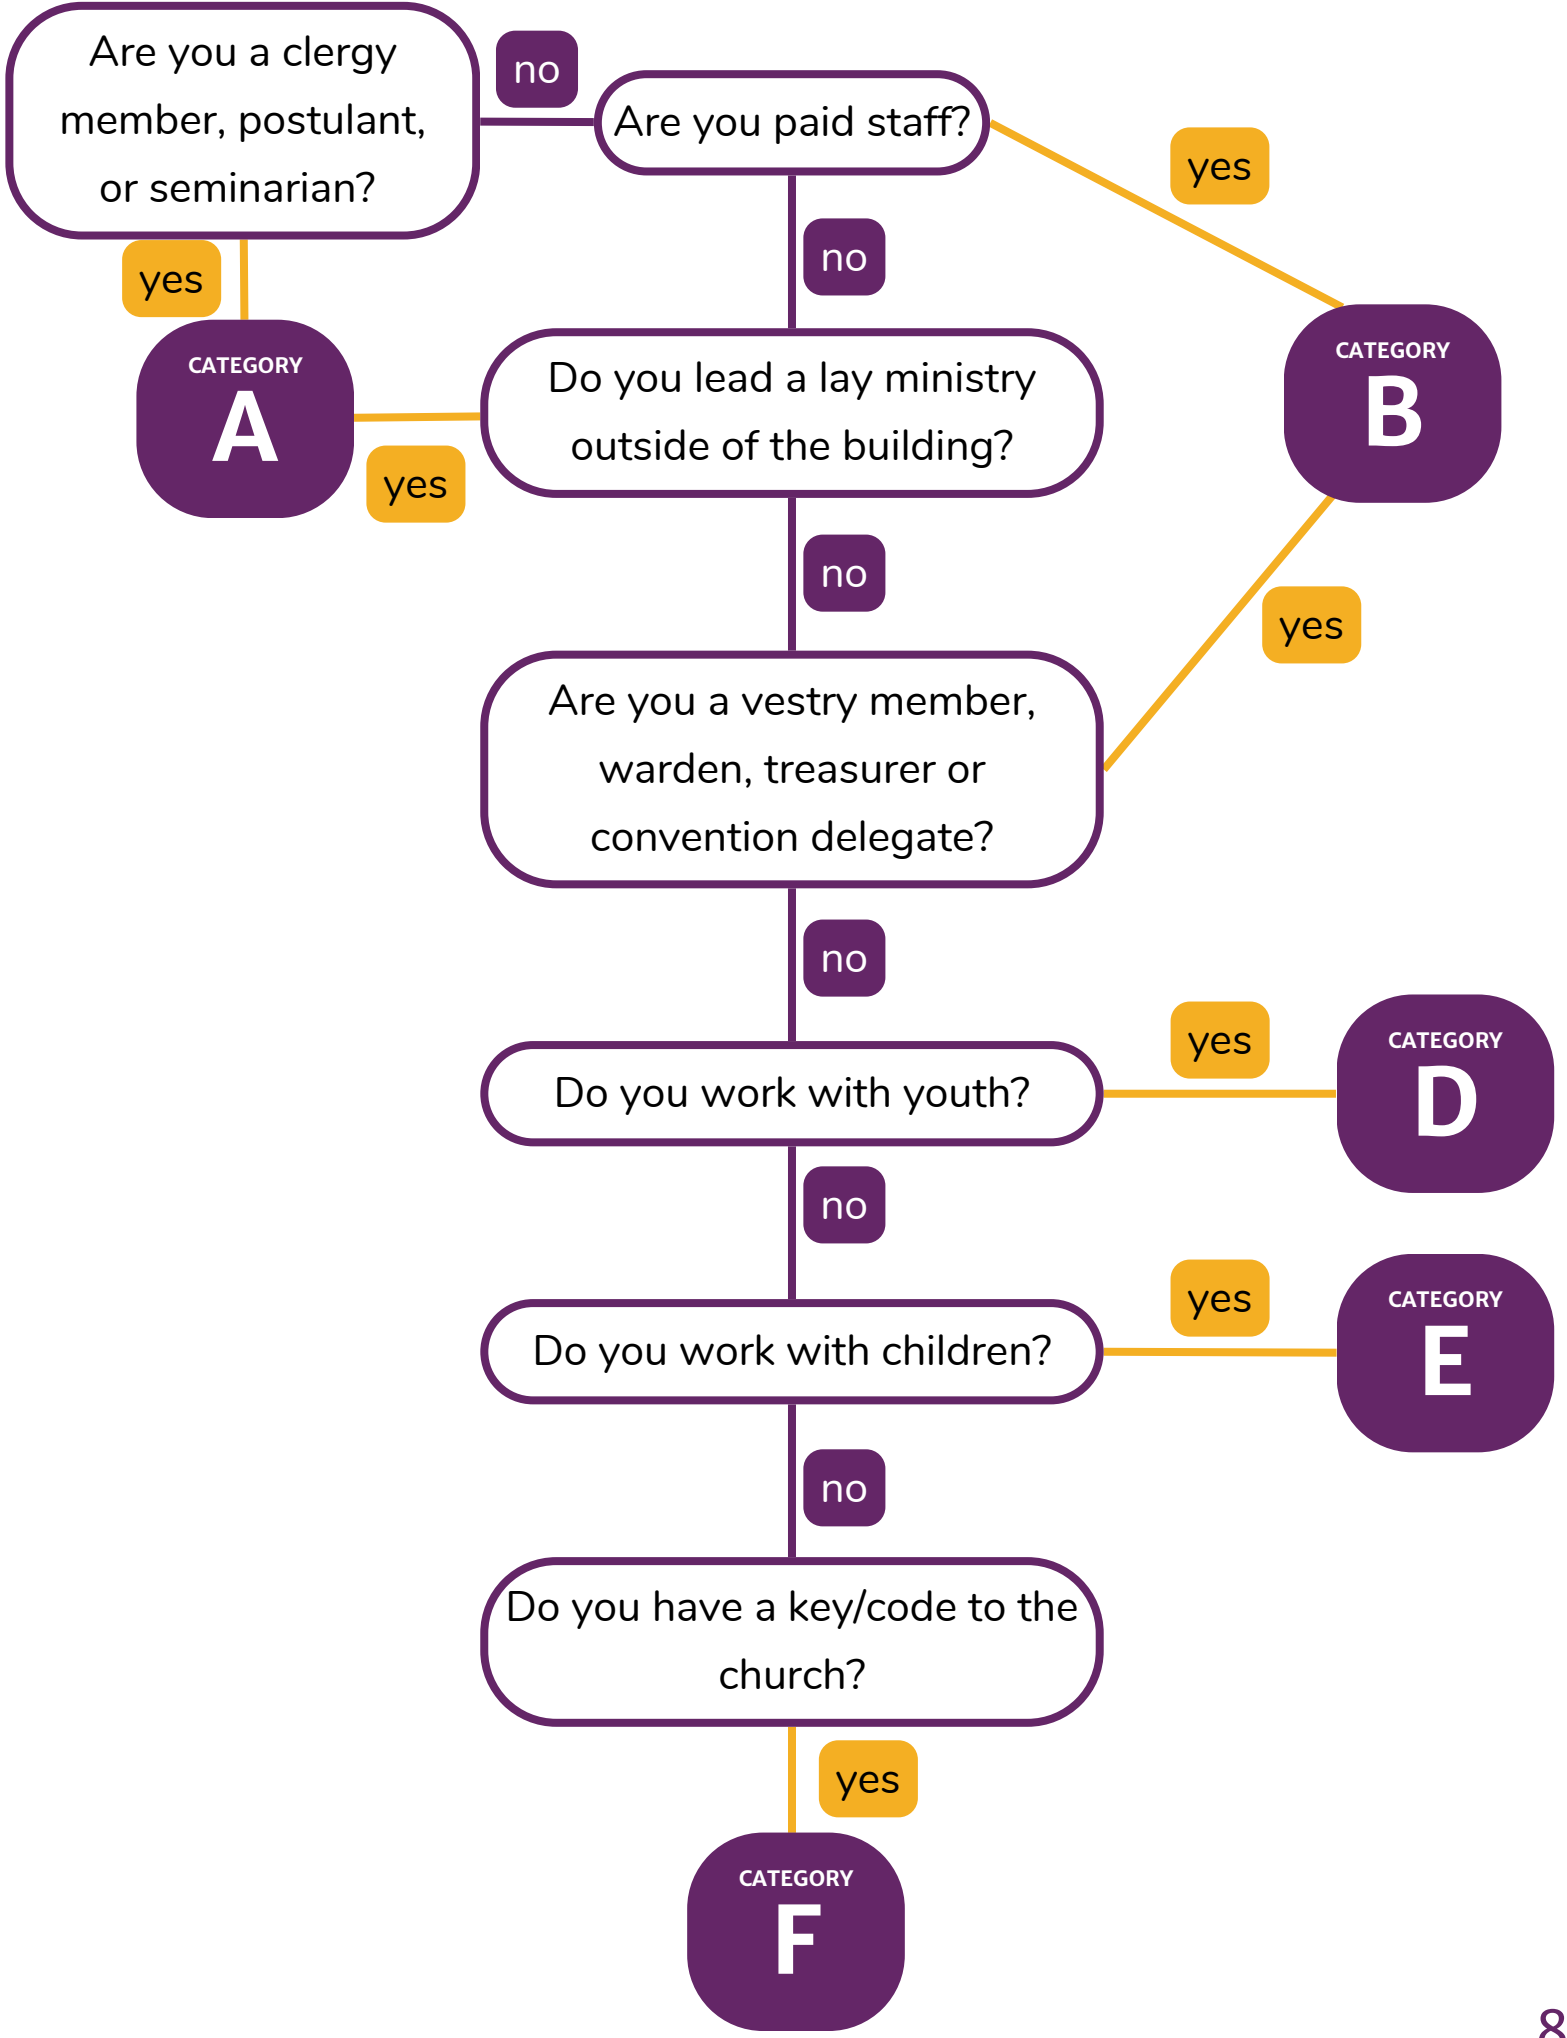 Are you a clergy
member, postulant,
or seminarian?
no
Are you paid staff?
yes
yes
no
CATEGORY
A
yes
Do you lead a lay ministry
outside of the building?
CATEGORY
B
no
yes
Are you a vestry member,
warden, treasurer or
convention delegate?
no
Do you work with youth?
yes
CATEGORY
D
no
Do you work with children?
yes
CATEGORY
E
no
Do you have a key/code to the
church?
yes
CATEGORY
F
8